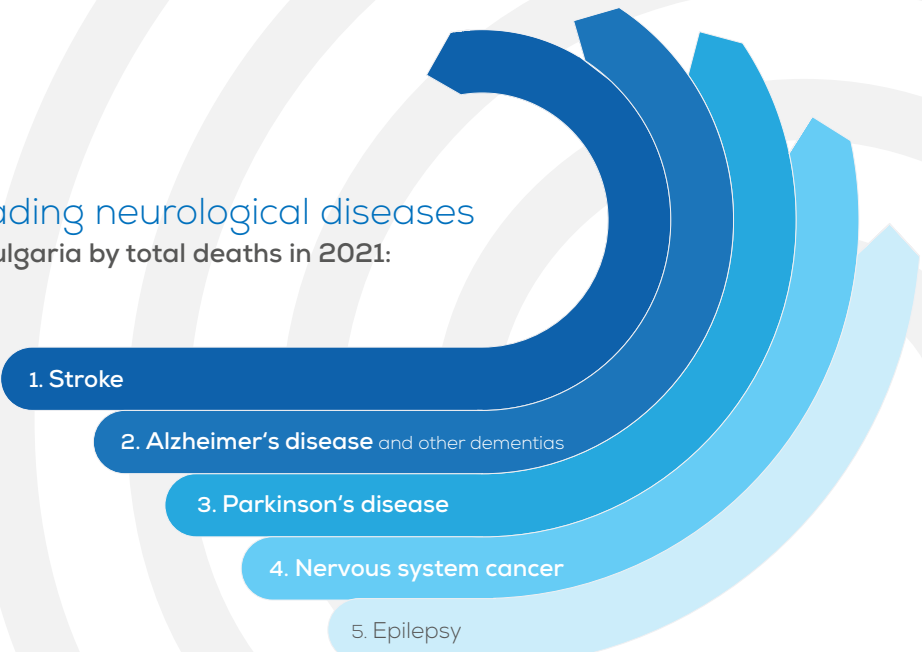 ading neurological diseases
ulgaria by total deaths in 2021:
1. Stroke
2. Alzheimer's disease and other dementias
3. Parkinson's disease
4. Nervous system cancer
5. Epilepsy